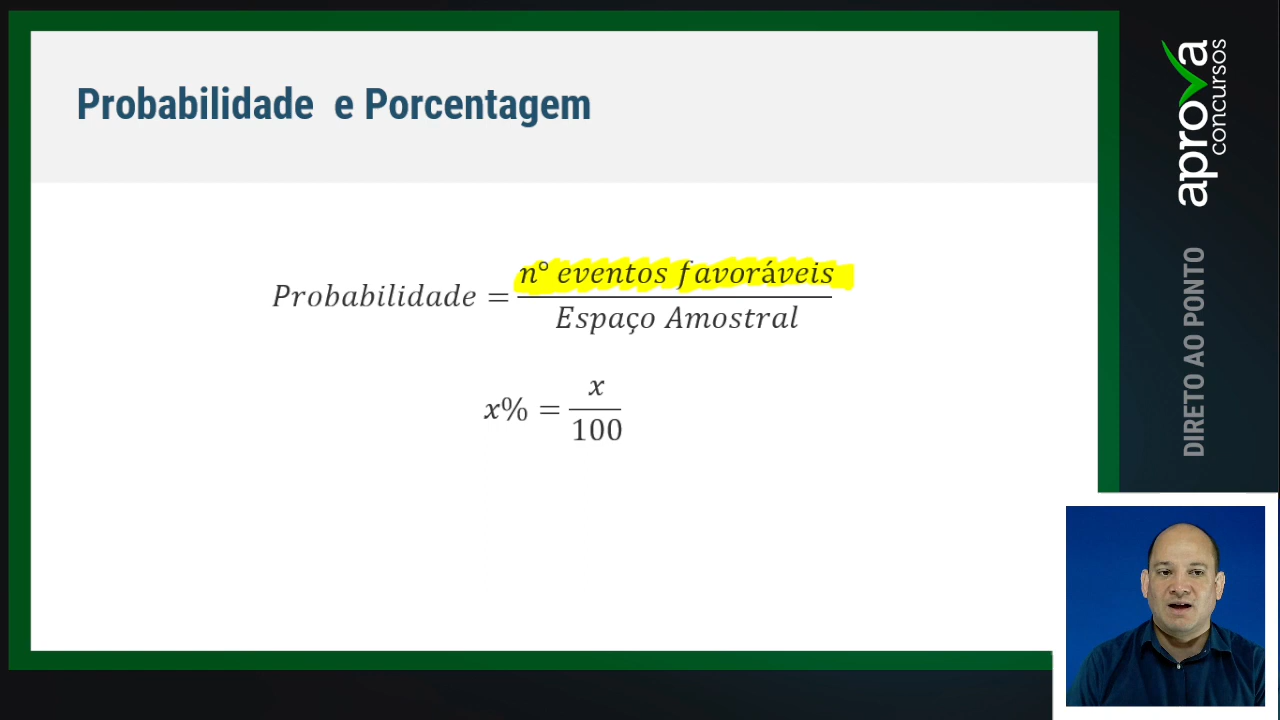 Probabilidade e Porcentagem
Probabilidade = n° eventos favoráveis / Espaço Amostral
x% = x / 100
aprova
concursos
DIRETO AO PONTO